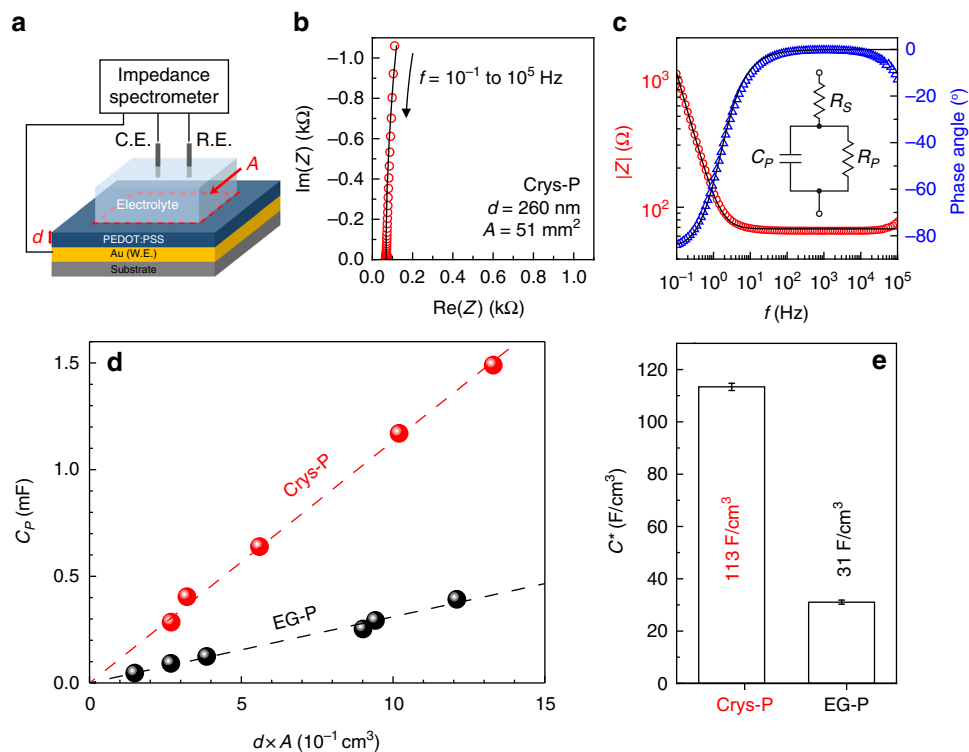 a
Impedance
spectrometer
C.E.
R.E.
A
Electrolyte
d
PEDOT:PSS
Au (W.E.)
Substrate
b
−1.0
−0.8
−0.6
−0.4
−0.2
0.0
Im(Z) (kΩ)
f = 10⁻¹ to 10⁵ Hz
Crys-P
d = 260 nm
A = 51 mm²
0.0 0.2 0.4 0.6 0.8 1.0
Re(Z) (kΩ)
c
10³
10²
|Z| (Ω)
R_S
C_P
R_P
0
−20
−40
−60
−80
Phase angle (°)
10⁻¹ 10⁰ 10¹ 10² 10³ 10⁴ 10⁵
f (Hz)
d
1.5
1.0
0.5
0.0
C_P (mF)
Crys-P
EG-P
0 5 10 15
d × A (10⁻¹ cm³)
e
120
100
80
60
40
20
0
C* (F/cm³)
113 F/cm³
31 F/cm³
Crys-P
EG-P